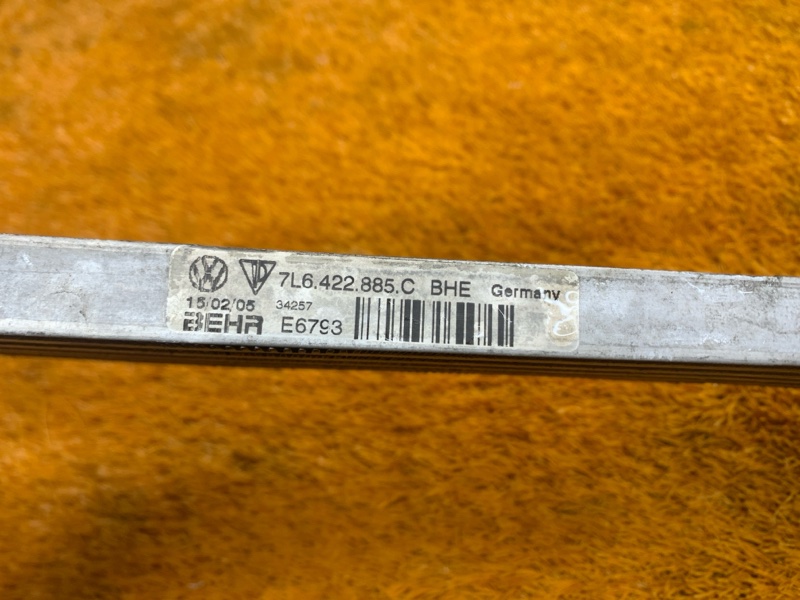 7L6.422.885.C BHE Germany
15/02/05 34257
BEHR E6793